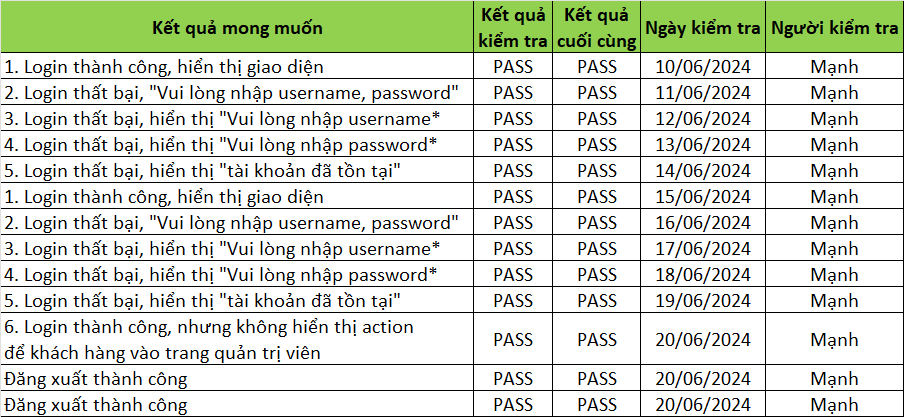 Kết quả mong muốn Kết quả kiểm tra Kết quả cuối cùng Ngày kiểm tra Người kiểm tra
1. Login thành công, hiển thị giao diện PASS PASS 10/06/2024 Mạnh
2. Login thất bại, "Vui lòng nhập username, password" PASS PASS 11/06/2024 Mạnh
3. Login thất bại, hiển thị "Vui lòng nhập username* PASS PASS 12/06/2024 Mạnh
4. Login thất bại, hiển thị "Vui lòng nhập password* PASS PASS 13/06/2024 Mạnh
5. Login thất bại, hiển thị "tài khoản đã tồn tại" PASS PASS 14/06/2024 Mạnh
1. Login thành công, hiển thị giao diện PASS PASS 15/06/2024 Mạnh
2. Login thất bại, "Vui lòng nhập username, password" PASS PASS 16/06/2024 Mạnh
3. Login thất bại, hiển thị "Vui lòng nhập username* PASS PASS 17/06/2024 Mạnh
4. Login thất bại, hiển thị "Vui lòng nhập password* PASS PASS 18/06/2024 Mạnh
5. Login thất bại, hiển thị "tài khoản đã tồn tại" PASS PASS 19/06/2024 Mạnh
6. Login thành công, nhưng không hiển thị action
để khách hàng vào trang quản trị viên PASS PASS 20/06/2024 Mạnh
Đăng xuất thành công PASS PASS 20/06/2024 Mạnh
Đăng xuất thành công PASS PASS 20/06/2024 Mạnh